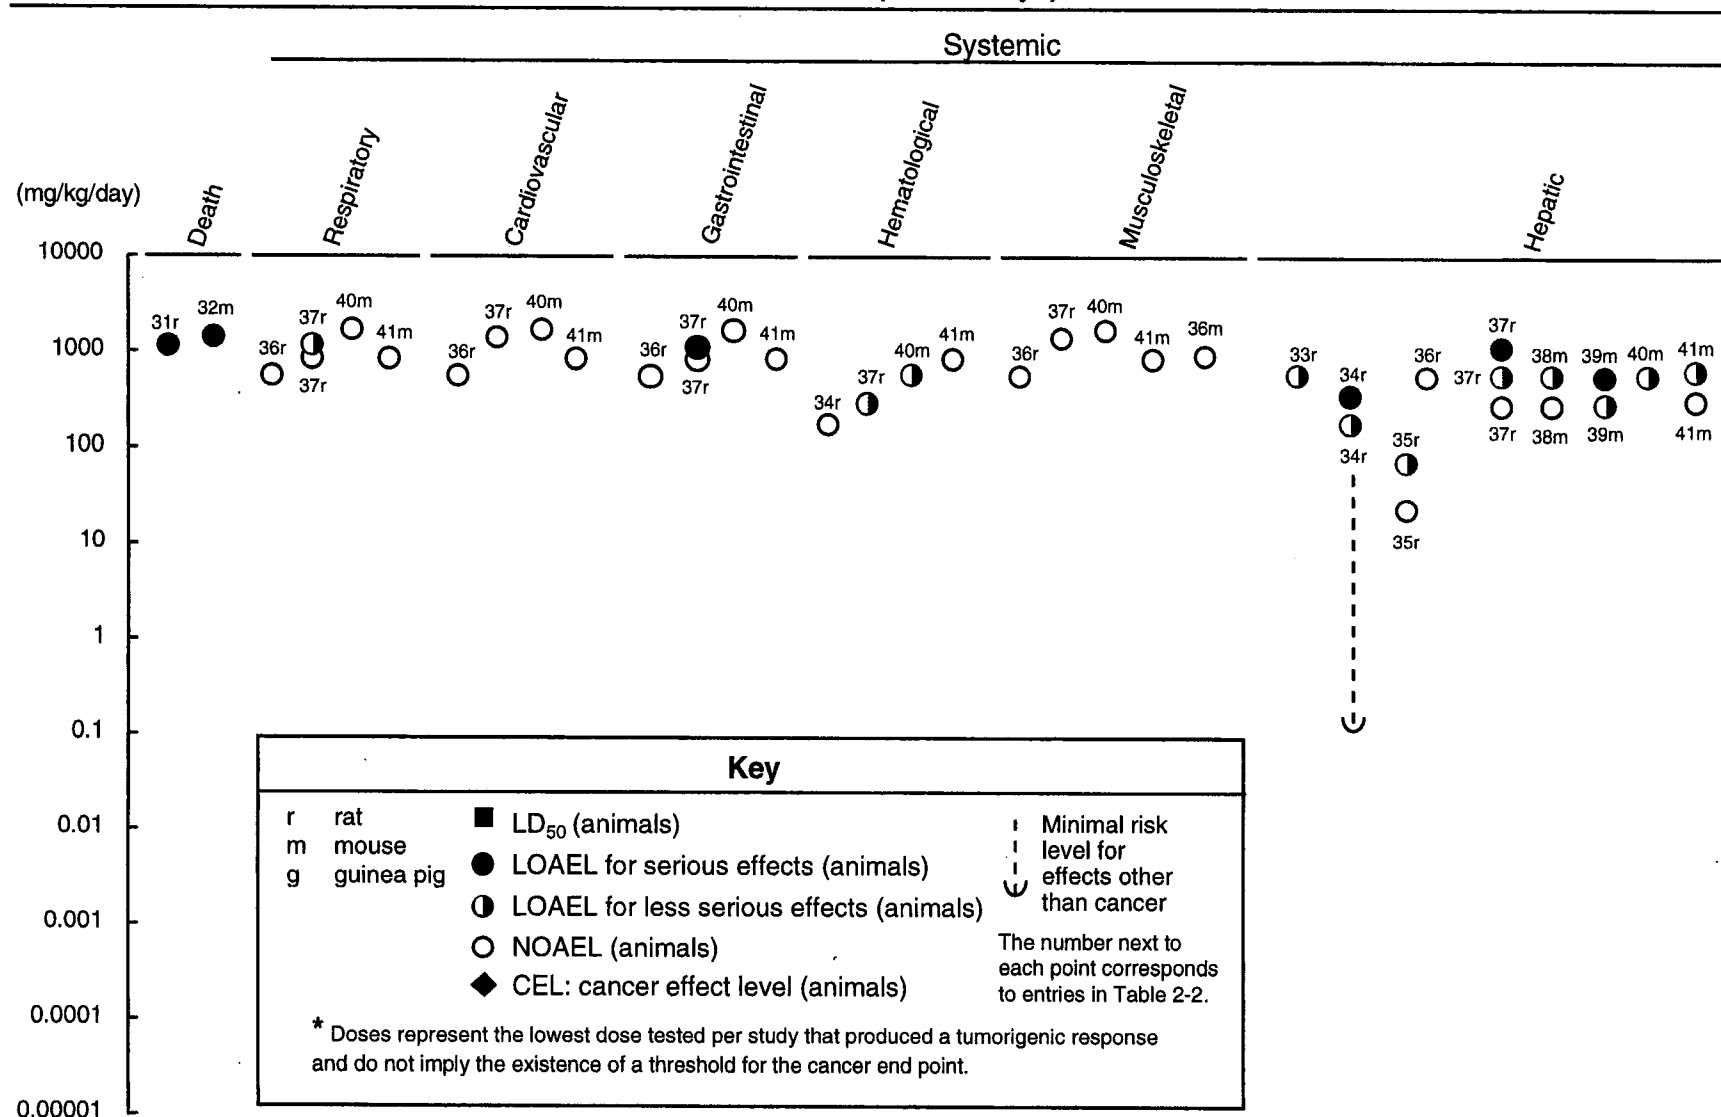 Systemic
(mg/kg/day)
Death
Respiratory
Cardiovascular
Gastrointestinal
Hematological
Musculoskeletal
Hepatic
10000
1000
100
10
1
0.1
0.01
0.001
0.0001
0.00001
31r
32m
36r
37r
37r
40m
41m
36r
37r
40m
41m
36r
37r
37r
40m
41m
34r
37r
40m
41m
36r
37r
40m
41m
36m
33r
34r
34r
35r
35r
36r
37r
37r
37r
38m
38m
39m
39m
40m
41m
41m
Key
r rat
m mouse
g guinea pig
LD50 (animals)
LOAEL for serious effects (animals)
LOAEL for less serious effects (animals)
NOAEL (animals)
CEL: cancer effect level (animals)
Minimal risk
level for
effects other
than cancer
The number next to
each point corresponds
to entries in Table 2-2.
* Doses represent the lowest dose tested per study that produced a tumorigenic response
and do not imply the existence of a threshold for the cancer end point.